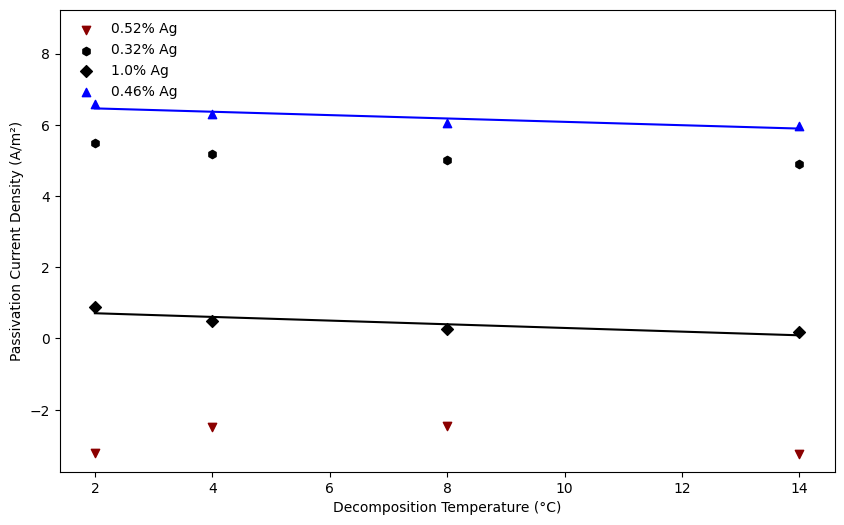 0.52% Ag
0.32% Ag
1.0% Ag
0.46% Ag
8
6
4
2
0
−2
Passivation Current Density (A/m²)
2 4 6 8 10 12 14
Decomposition Temperature (°C)